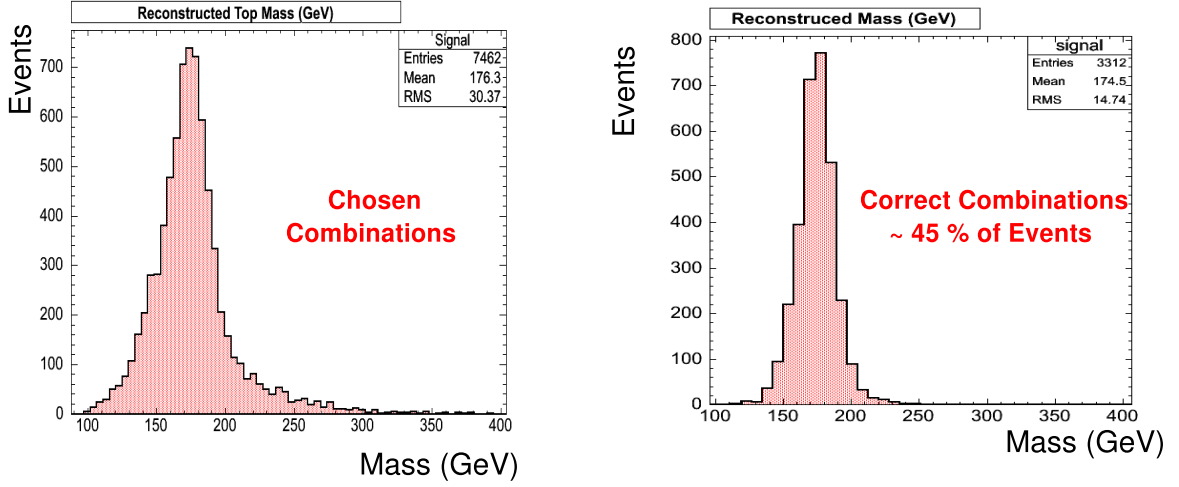 Reconstructed Top Mass (GeV)
Events
700
600
500
400
300
200
100
0
100 150 200 250 300 350 400
Mass (GeV)
Signal
Entries 7462
Mean 176.3
RMS 30.37
Chosen
Combinations
Reconstruced Mass (GeV)
Events
800
700
600
500
400
300
200
100
0
100 150 200 250 300 350 400
Mass (GeV)
signal
Entries 3312
Mean 174.5
RMS 14.74
Correct Combinations
~ 45 % of Events